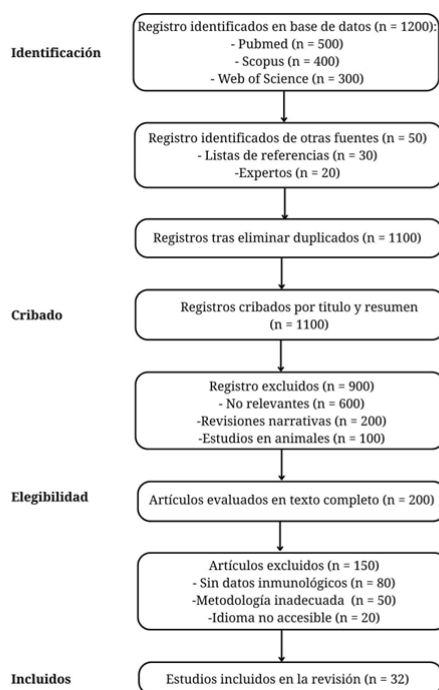 Identificación
Registro identificados en base de datos (n = 1200):
- Pubmed = 500)
- Scopus = 400)
- Web of Science = 300)
Registro identificados de otras fuentes (n = 50)
- Listas de referencias (n = 30)
-Expertos (n = 20)
Registros tras eliminar duplicados (n = 1100)
Cribado
Registros cribados por titulo y resumen
(n = 1100)
Registro excluidos (n = 900)
- No relevantes (n = 600)
-Revisiones narrativas (n = 200)
-Estudios en animales (n = 100)
Elegibilidad
Artículos evaluados en texto completo (n = 200)
Artículos excluidos (n = 150)
- Sin datos inmunológicos (n = 80)
-Metodología inadecuada (n = 50)
- Idioma no accesible (n = 20)
Incluidos
Estudios incluidos en la revisión (n = 32)